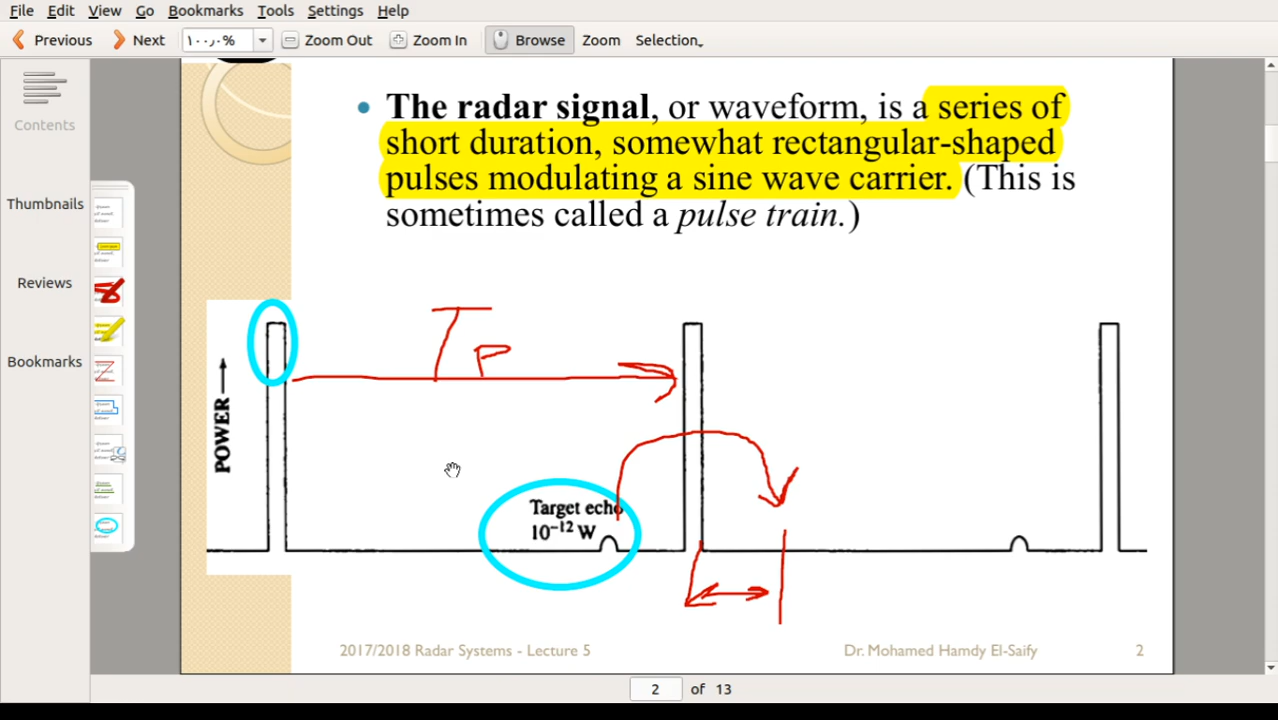 File Edit View Go Bookmarks Tools Settings Help
Previous Next ١٠٠٫٠% Zoom Out Zoom In Browse Zoom Selection
Contents
Thumbnails
Reviews
Bookmarks
• The radar signal, or waveform, is a series of
short duration, somewhat rectangular-shaped
pulses modulating a sine wave carrier. (This is
sometimes called a pulse train.)
TP
POWER
Target echo
10⁻¹² W
2017/2018 Radar Systems - Lecture 5 Dr. Mohamed Hamdy El-Saify 2
2 of 13